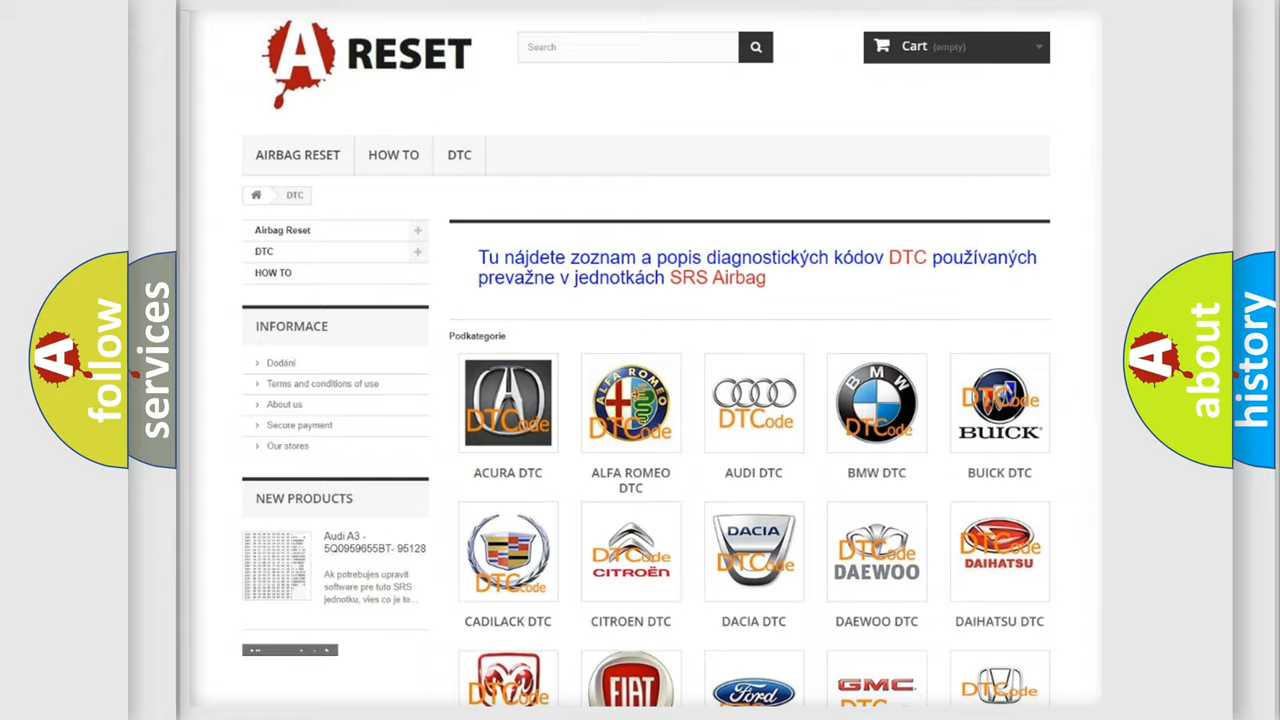 A RESET
Search
Cart (empty)
AIRBAG RESET
HOW TO
DTC
DTC
Airbag Reset
DTC
HOW TO
INFORMACE
Dodání
Terms and conditions of use
About us
Secure payment
Our stores
NEW PRODUCTS
Audi A3 -
5Q0959655BT- 95128
Ak potrebujes upravit
software pre tuto SRS
jednotku, vies co je to...
Tu nájdete zoznam a popis diagnostických kódov DTC používaných
prevažne v jednotkách SRS Airbag
Podkategorie
DTCode
ALFA ROMEO
DTCode
DTCode
BMW
DTCode
DTCode
BUICK
ACURA DTC
ALFA ROMEO
DTC
AUDI DTC
BMW DTC
BUICK DTC
DTCode
DTCode
CITROËN
DACIA
DTCode
DTCode
DAEWOO
DTCode
DAIHATSU
CADILACK DTC
CITROEN DTC
DACIA DTC
DAEWOO DTC
DAIHATSU DTC
DTCode
FIAT
Ford
GMC
DTCode
A follow
services
A about
history